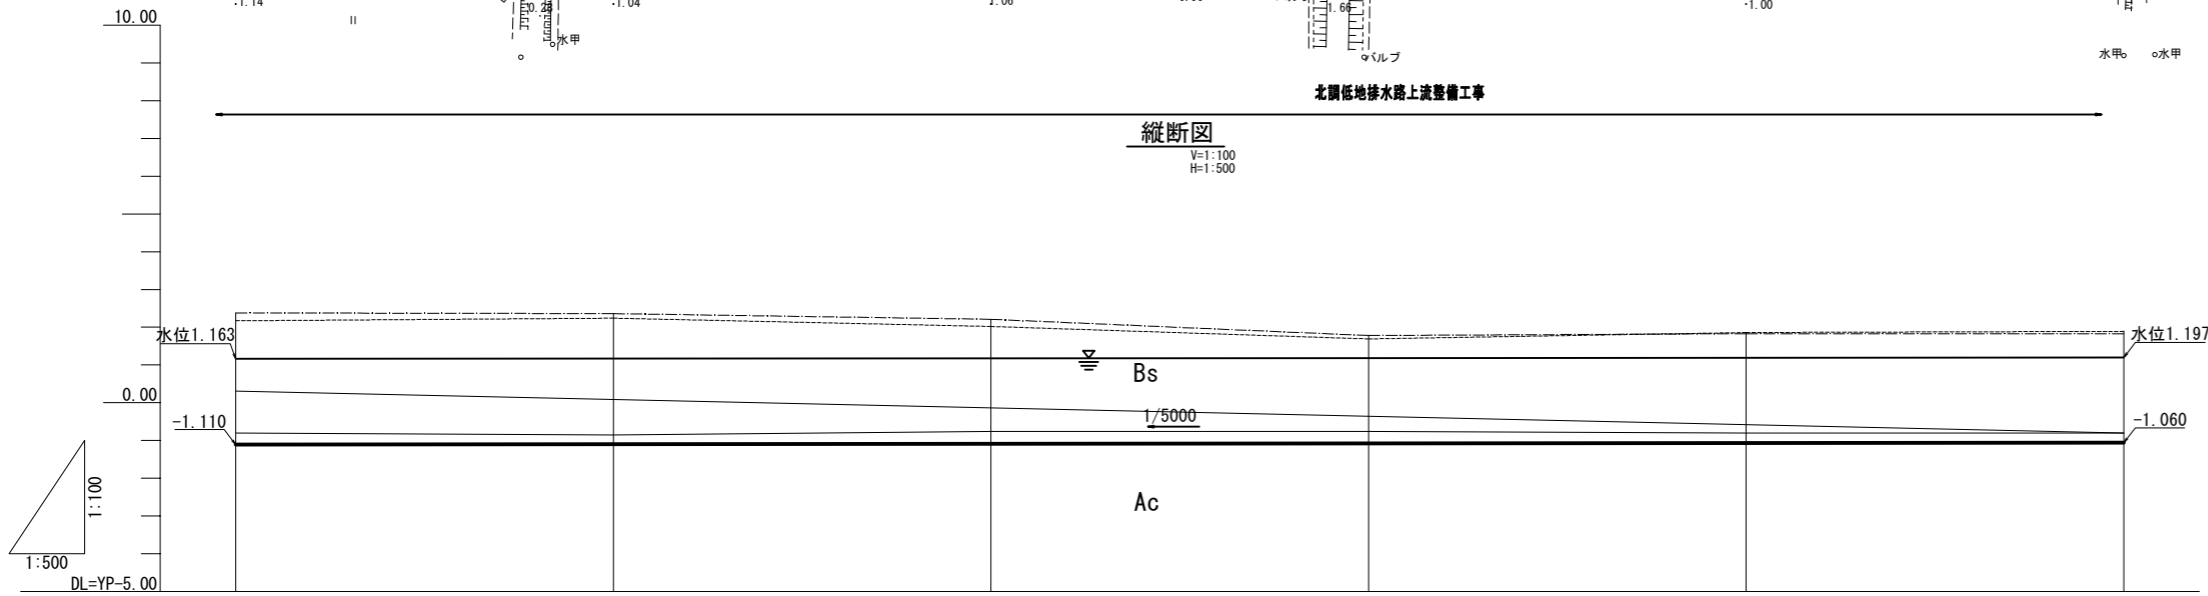 10.00
水甲
バルブ
水甲
水甲
北調低地排水路上流整備工事
縦断図
V=1:100
H=1:500
水位1.163
水位1.197
Bs
0.00
1/5000
-1.110
-1.060
Ac
1:100
1:500
DL=YP-5.00
1.66
-1.00